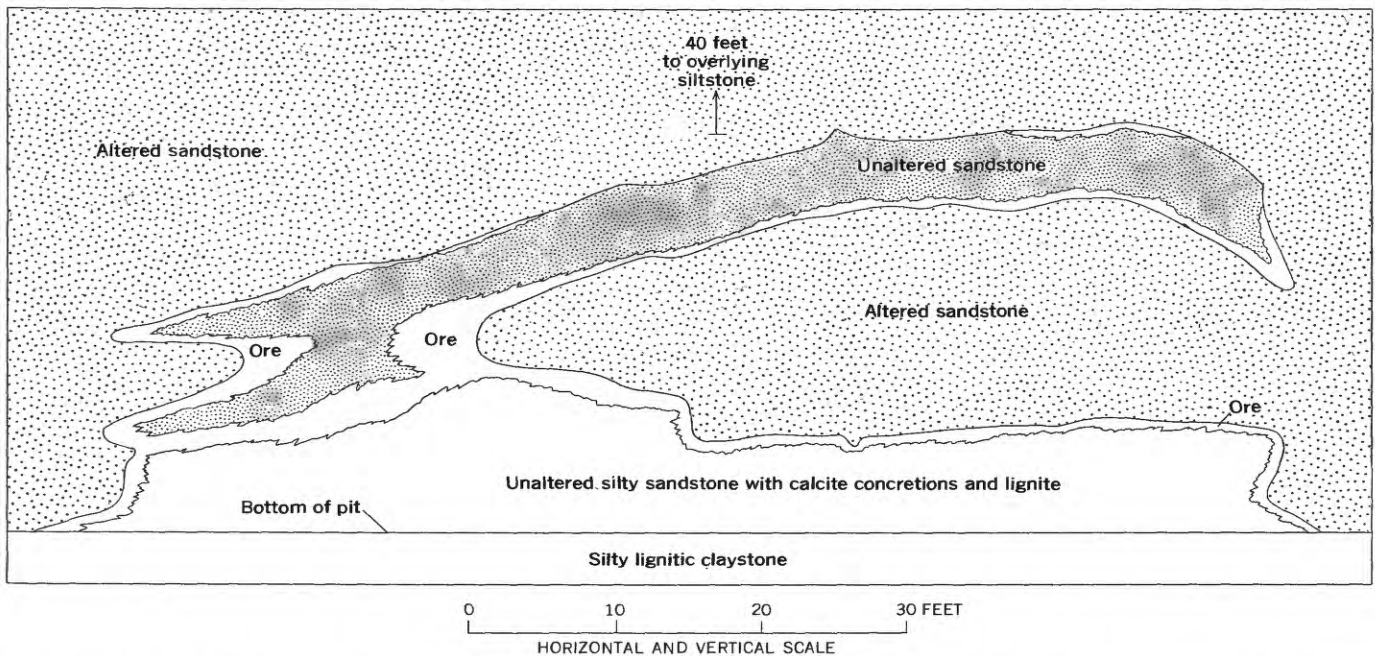 40 feet
to overlying
siltstone
Altered sandstone
Unaltered sandstone
Altered sandstone
Ore
Ore
Ore
Unaltered silty sandstone with calcite concretions and lignite
Bottom of pit
Silty lignitic claystone
0 10 20 30 FEET
HORIZONTAL AND VERTICAL SCALE